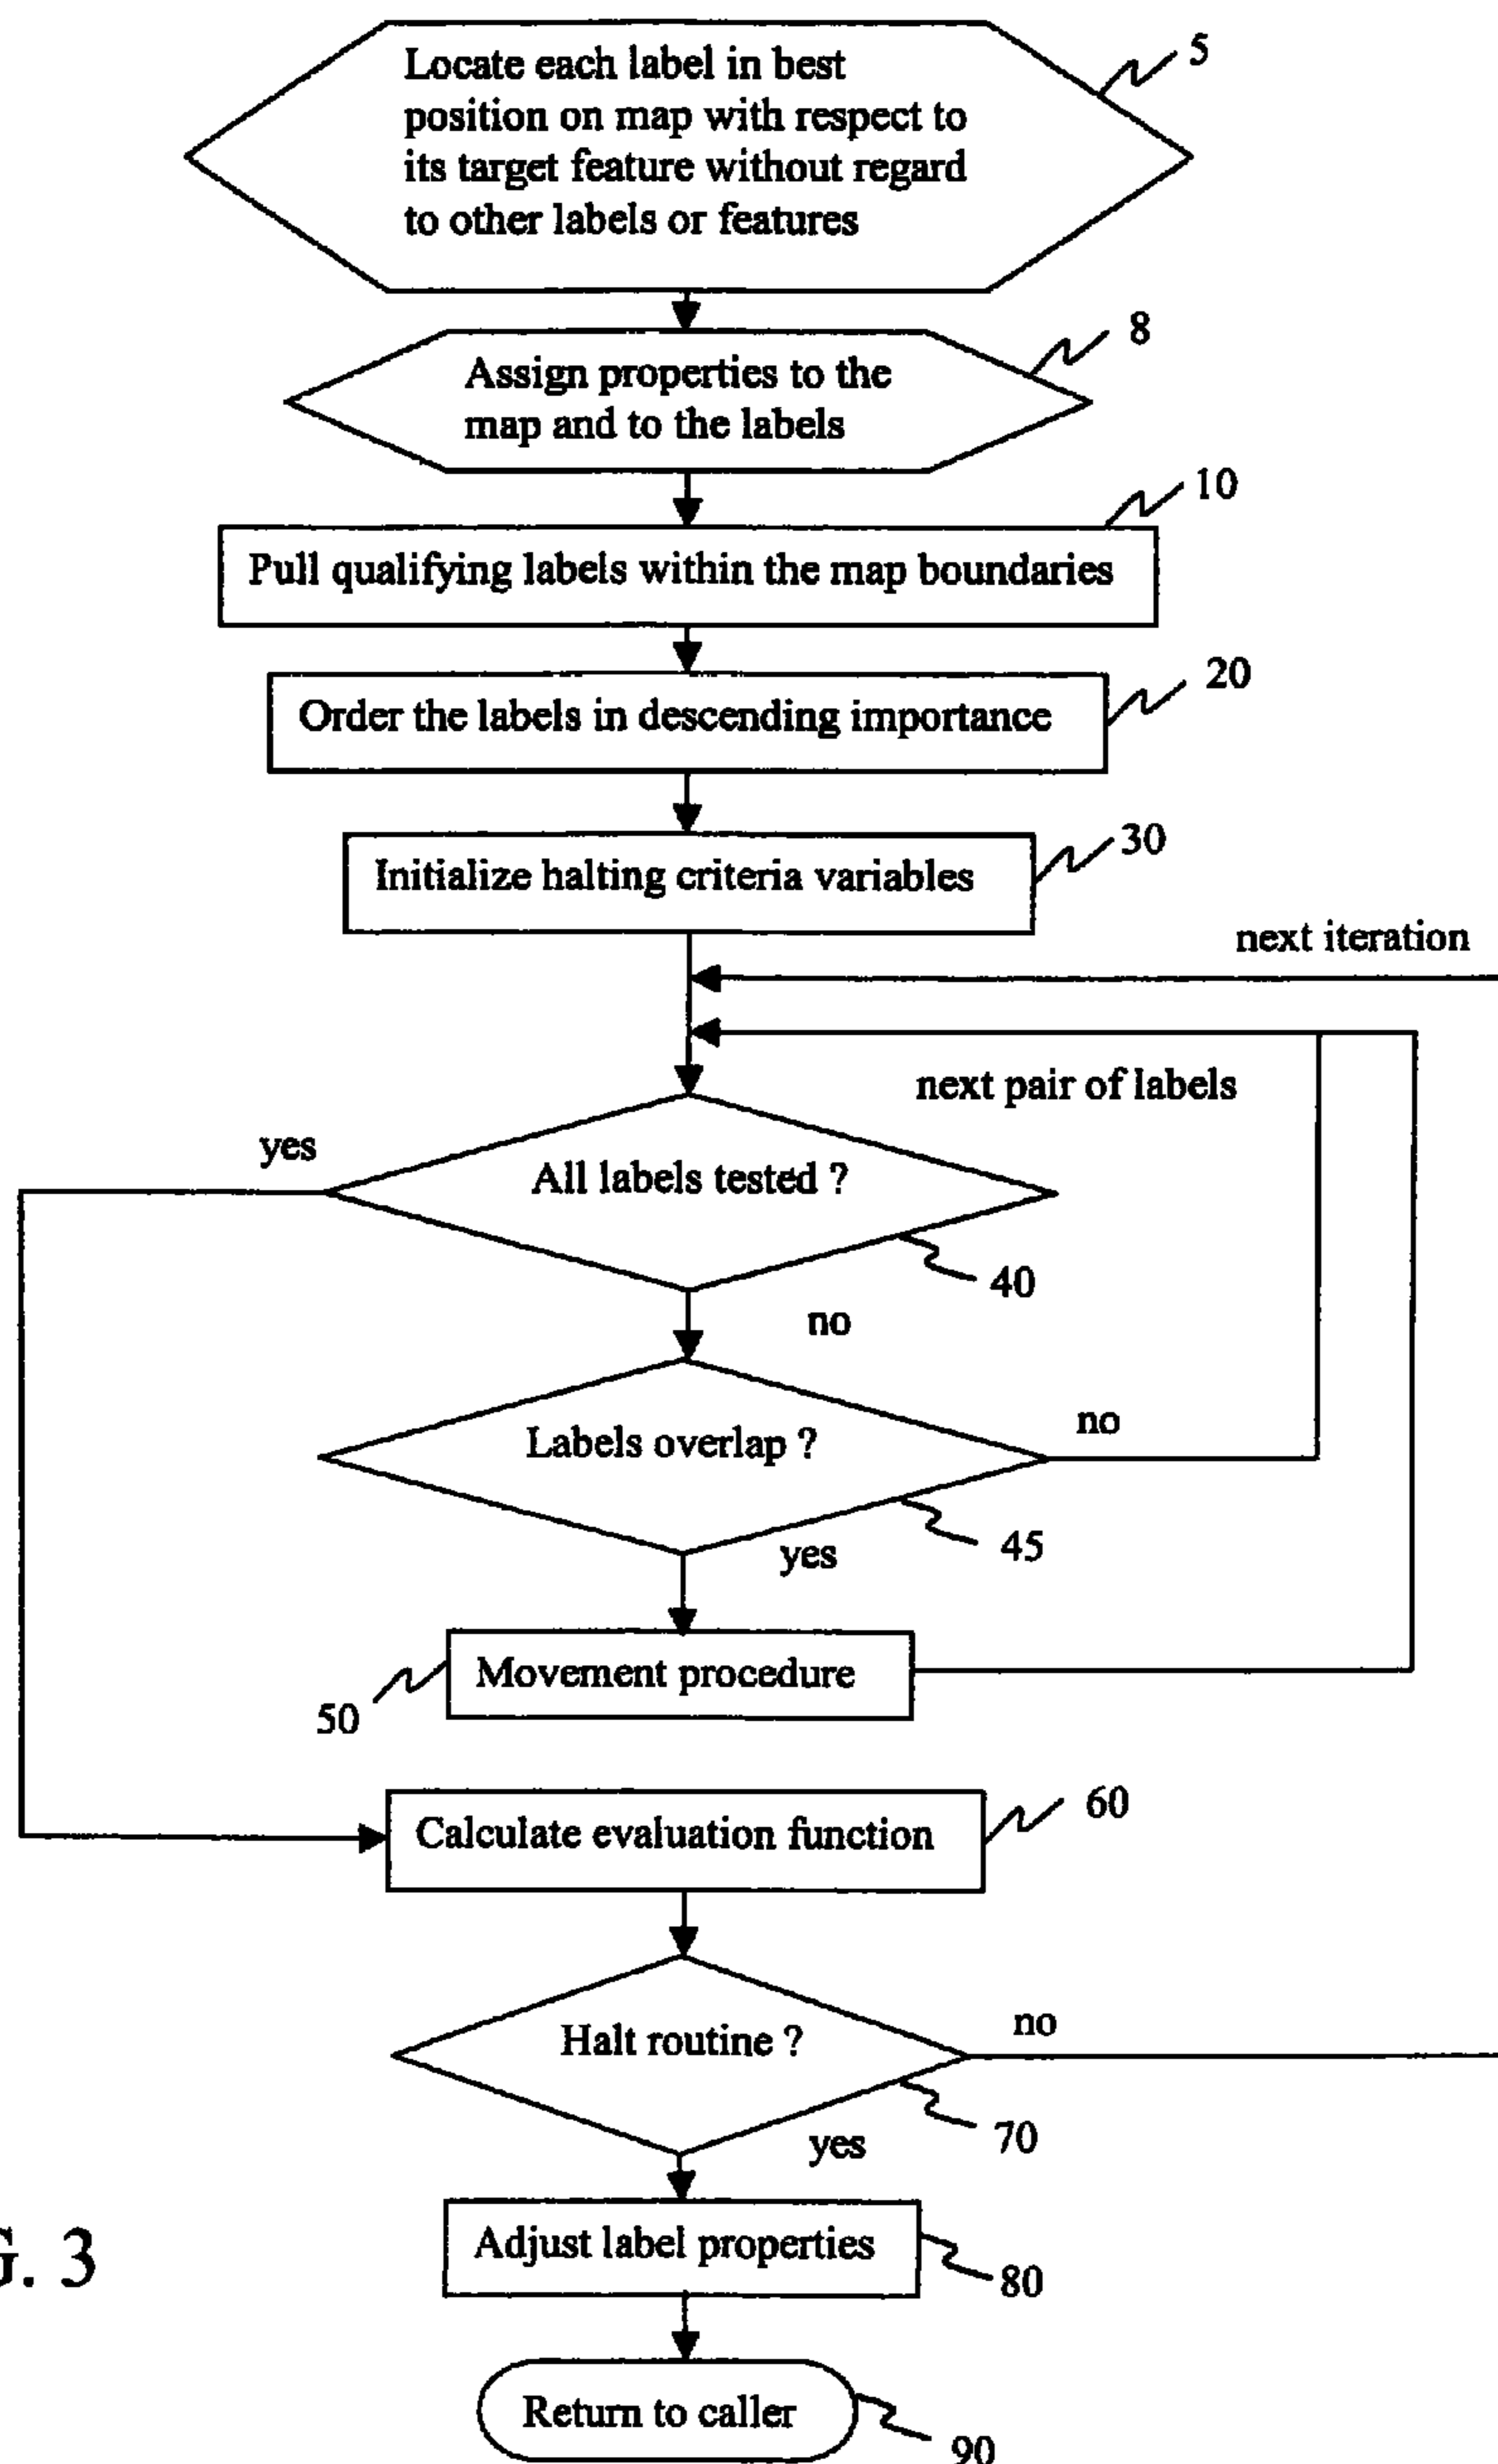 Locate each label in best
position on map with respect to
its target feature without regard
to other labels or features
5
Assign properties to the
map and to the labels
8
Pull qualifying labels within the map boundaries
10
Order the labels in descending importance
20
Initialize halting criteria variables
30
next iteration
next pair of labels
yes
All labels tested ?
40
no
Labels overlap ?
no
45
yes
Movement procedure
50
Calculate evaluation function
60
Halt routine ?
no
70
yes
Adjust label properties
80
G. 3
Return to caller
90